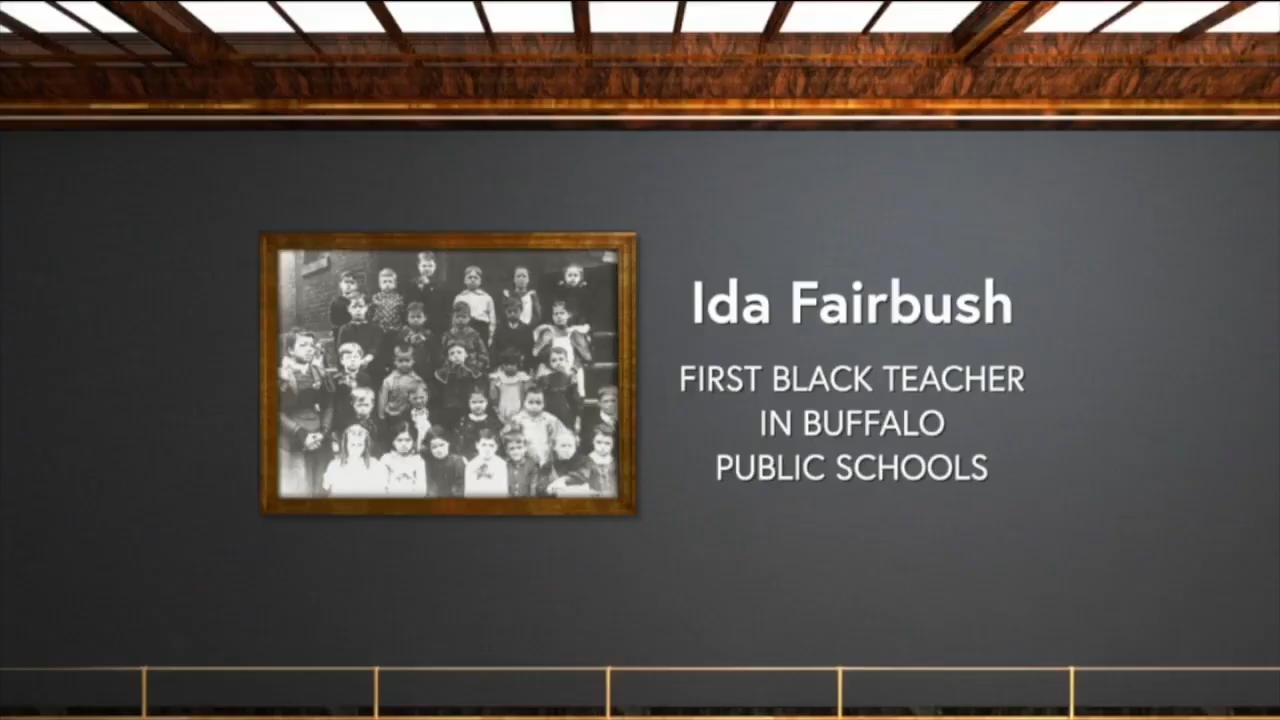 Ida Fairbush
FIRST BLACK TEACHER
IN BUFFALO
PUBLIC SCHOOLS